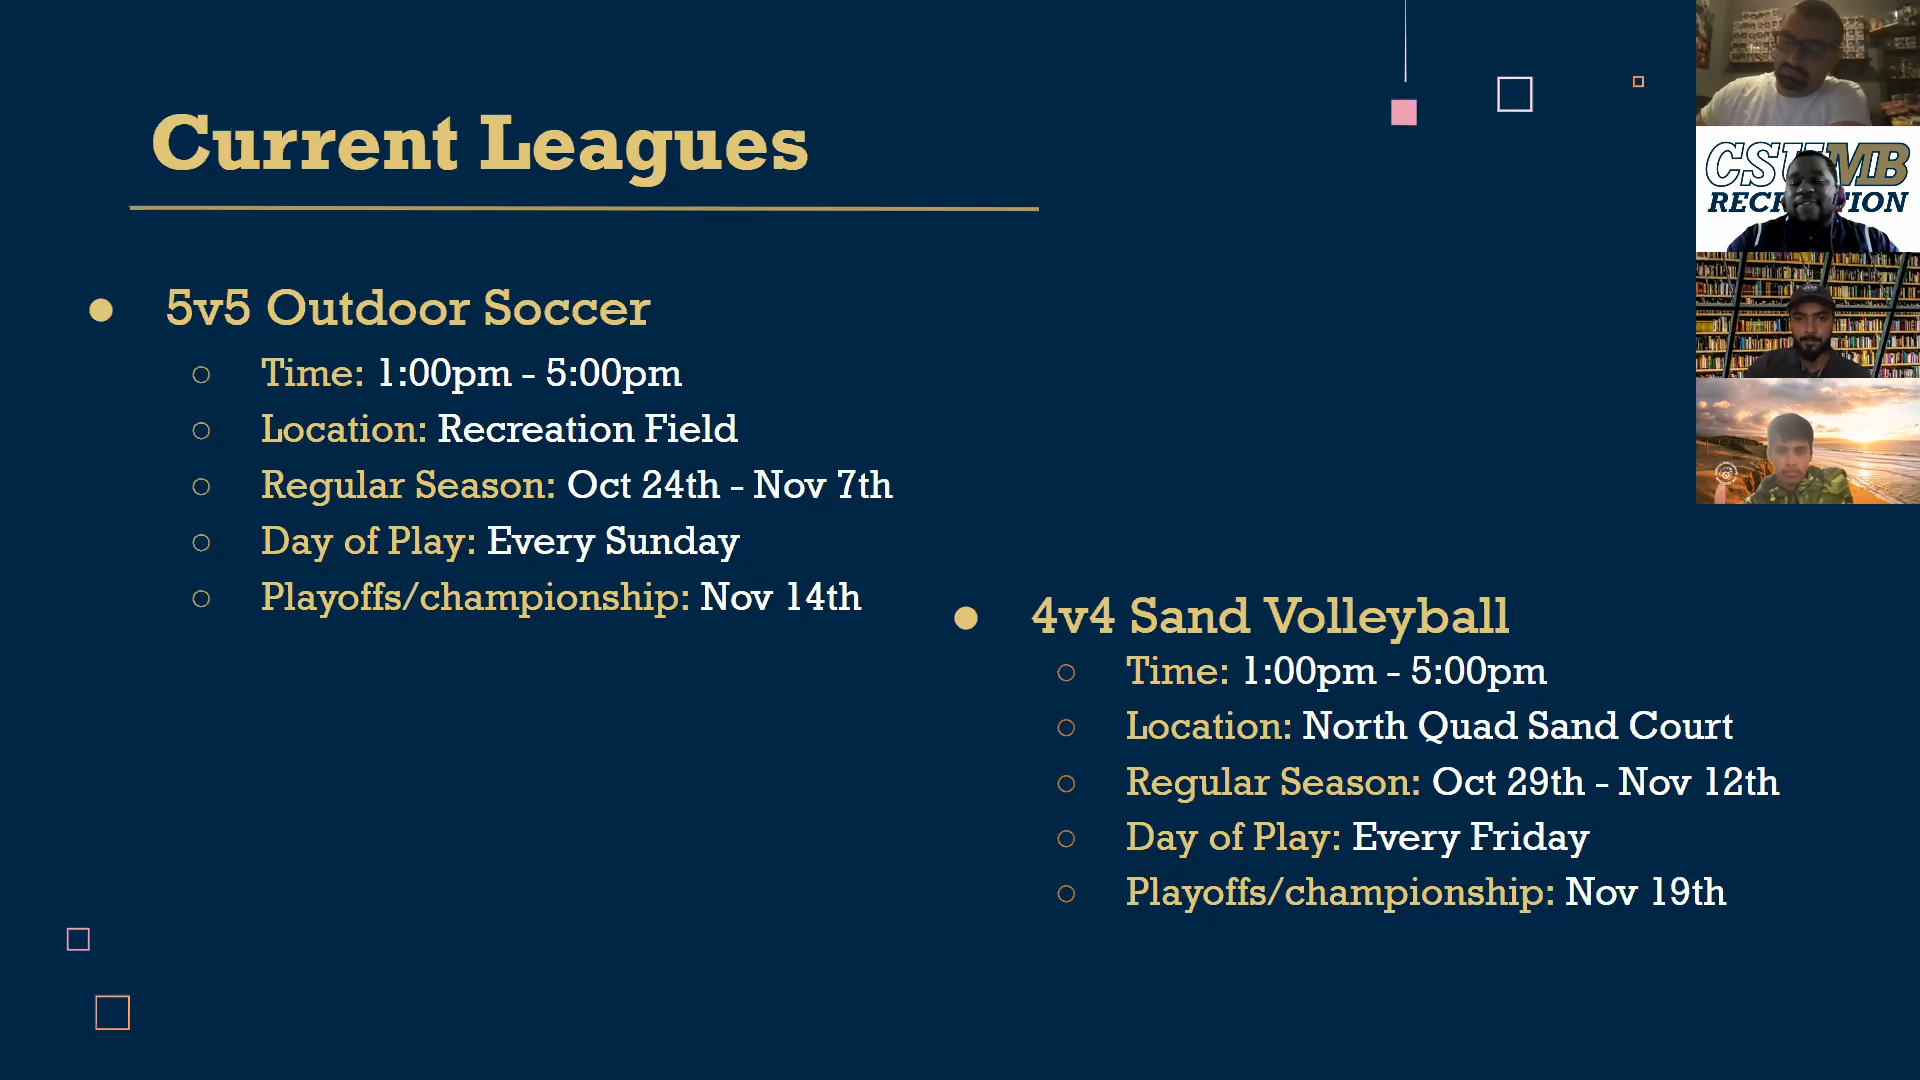 Current Leagues
5v5 Outdoor Soccer
Time: 1:00pm - 5:00pm
Location: Recreation Field
Regular Season: Oct 24th - Nov 7th
Day of Play: Every Sunday
Playoffs/championship: Nov 14th
4v4 Sand Volleyball
Time: 1:00pm - 5:00pm
Location: North Quad Sand Court
Regular Season: Oct 29th - Nov 12th
Day of Play: Every Friday
Playoffs/championship: Nov 19th